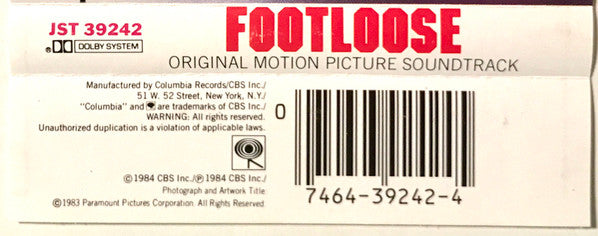 JST 39242
FOOTLOOSE
DOLBY SYSTEM
ORIGINAL MOTION PICTURE SOUNDTRACK
Manufactured by Columbia Records/CBS Inc./
51 W. 52 Street, New York, N.Y./
"Columbia" and are trademarks of CBS Inc./
WARNING: All rights reserved.
Unauthorized duplication is a violation of applicable laws.
© 1984 CBS Inc./℗ 1984 CBS Inc./
Photograph and Artwork Title
© 1983 Paramount Pictures Corporation. All Rights Reserved.
0
7464-39242-4